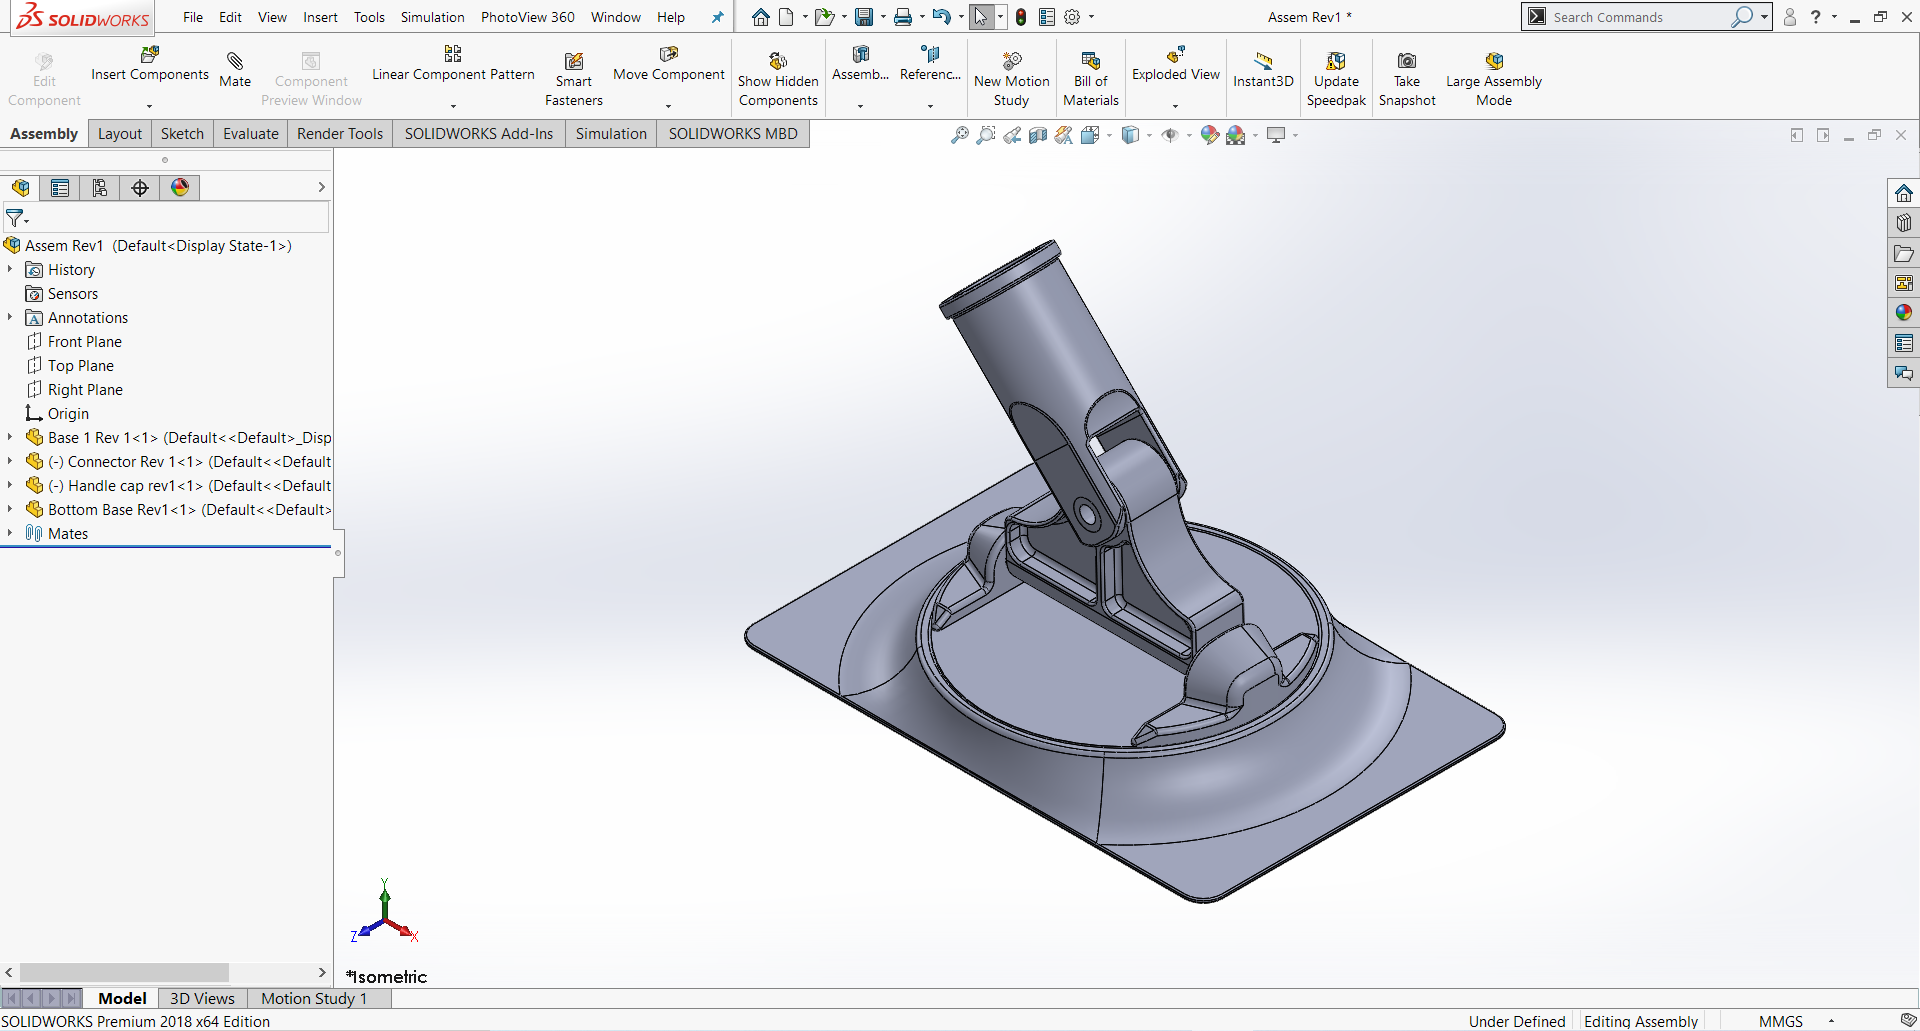 SOLIDWORKS File Edit View Insert Tools Simulation PhotoView 360 Window Help Assem Rev1 * Search Commands ?
Edit Component Insert Components Mate Component Preview Window Linear Component Pattern Smart Fasteners Move Component Show Hidden Components Assemb... Referenc... New Motion Study Bill of Materials Exploded View Instant3D Update Speedpak Take Snapshot Large Assembly Mode
Assembly Layout Sketch Evaluate Render Tools SOLIDWORKS Add-Ins Simulation SOLIDWORKS MBD
Assem Rev1 (Default<Display State-1>)
History
Sensors
A Annotations
Front Plane
Top Plane
Right Plane
Origin
Base 1 Rev 1<1> (Default<<Default>_Disp
(-) Connector Rev 1<1> (Default<<Default
(-) Handle cap rev1<1> (Default<<Default
Bottom Base Rev1<1> (Default<<Default>
Mates
Y
Z X
*Isometric
Model 3D Views Motion Study 1
SOLIDWORKS Premium 2018 x64 Edition Under Defined Editing Assembly MMGS